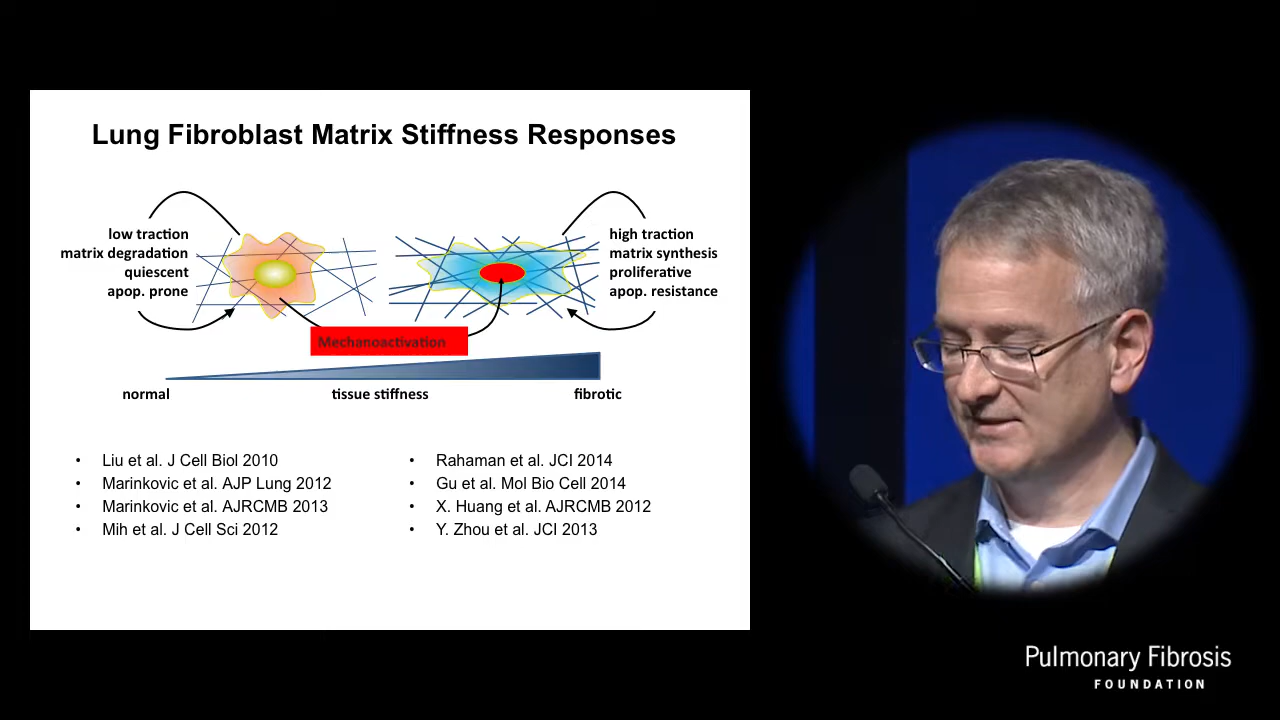 Lung Fibroblast Matrix Stiffness Responses
low traction
matrix degradation
quiescent
apop. prone
high traction
matrix synthesis
proliferative
apop. resistance
Mechanoactivation
normal
tissue stiffness
fibrotic
• Liu et al. J Cell Biol 2010
• Marinkovic et al. AJP Lung 2012
• Marinkovic et al. AJRCMB 2013
• Mih et al. J Cell Sci 2012
• Rahaman et al. JCI 2014
• Gu et al. Mol Bio Cell 2014
• X. Huang et al. AJRCMB 2012
• Y. Zhou et al. JCI 2013
Pulmonary Fibrosis
FOUNDATION